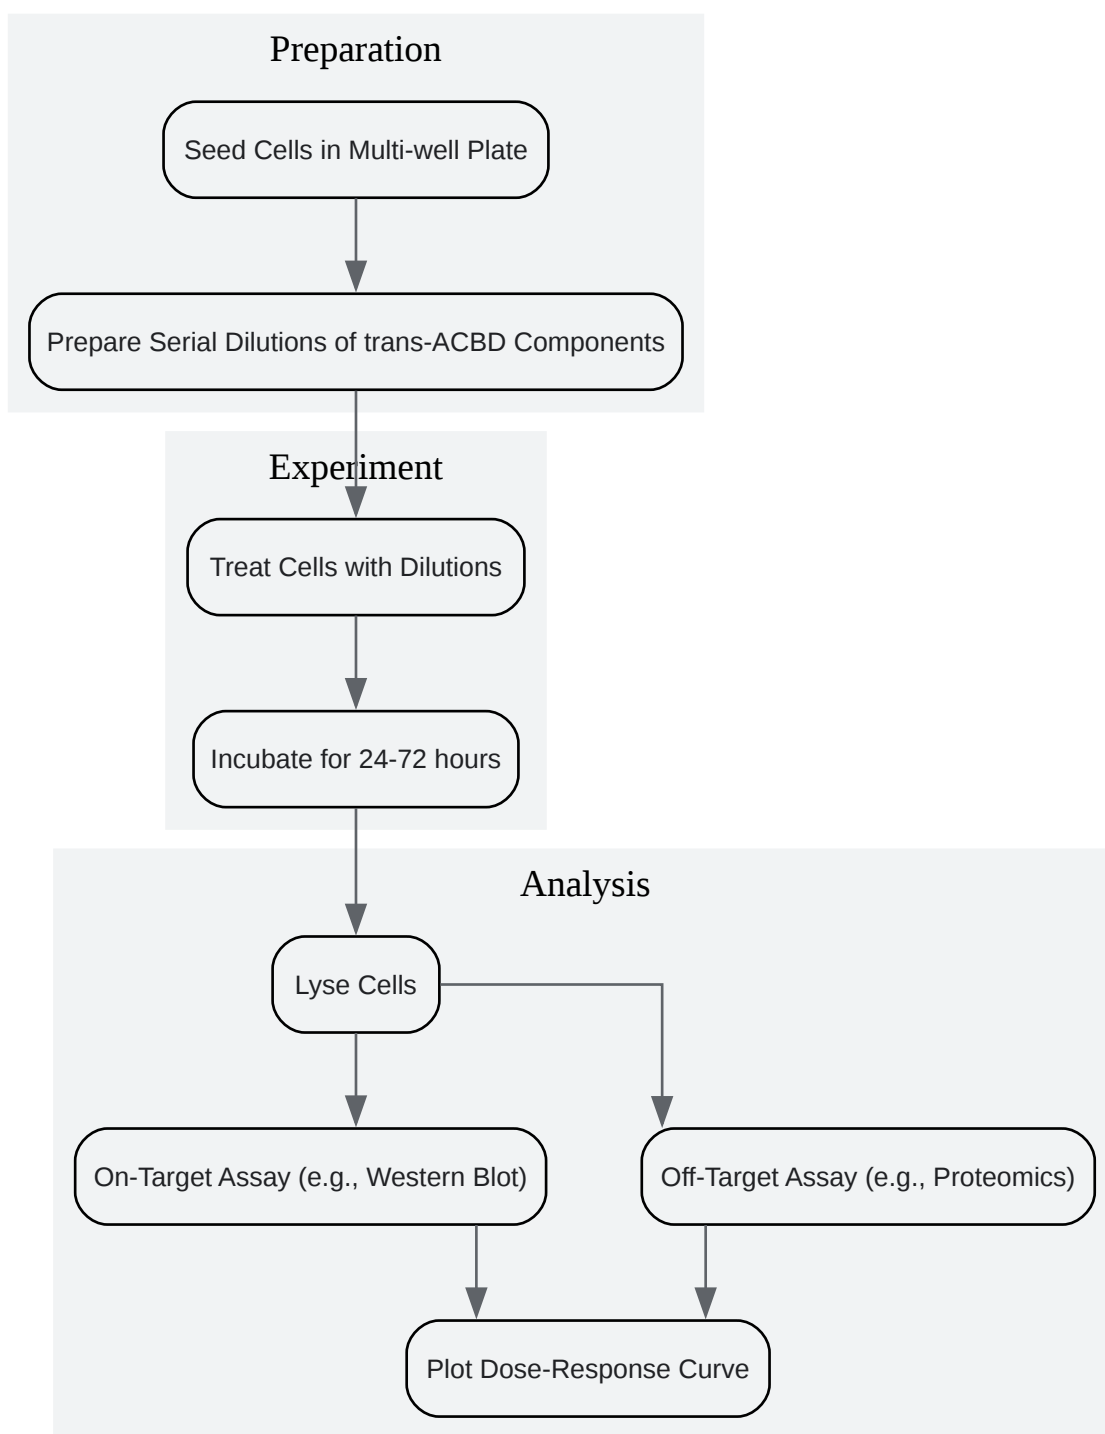 Preparation
Seed Cells in Multi-well Plate
Prepare Serial Dilutions of trans-ACBD Components
Experiment
Treat Cells with Dilutions
Incubate for 24-72 hours
Analysis
Lyse Cells
On-Target Assay (e.g., Western Blot)
Off-Target Assay (e.g., Proteomics)
Plot Dose-Response Curve